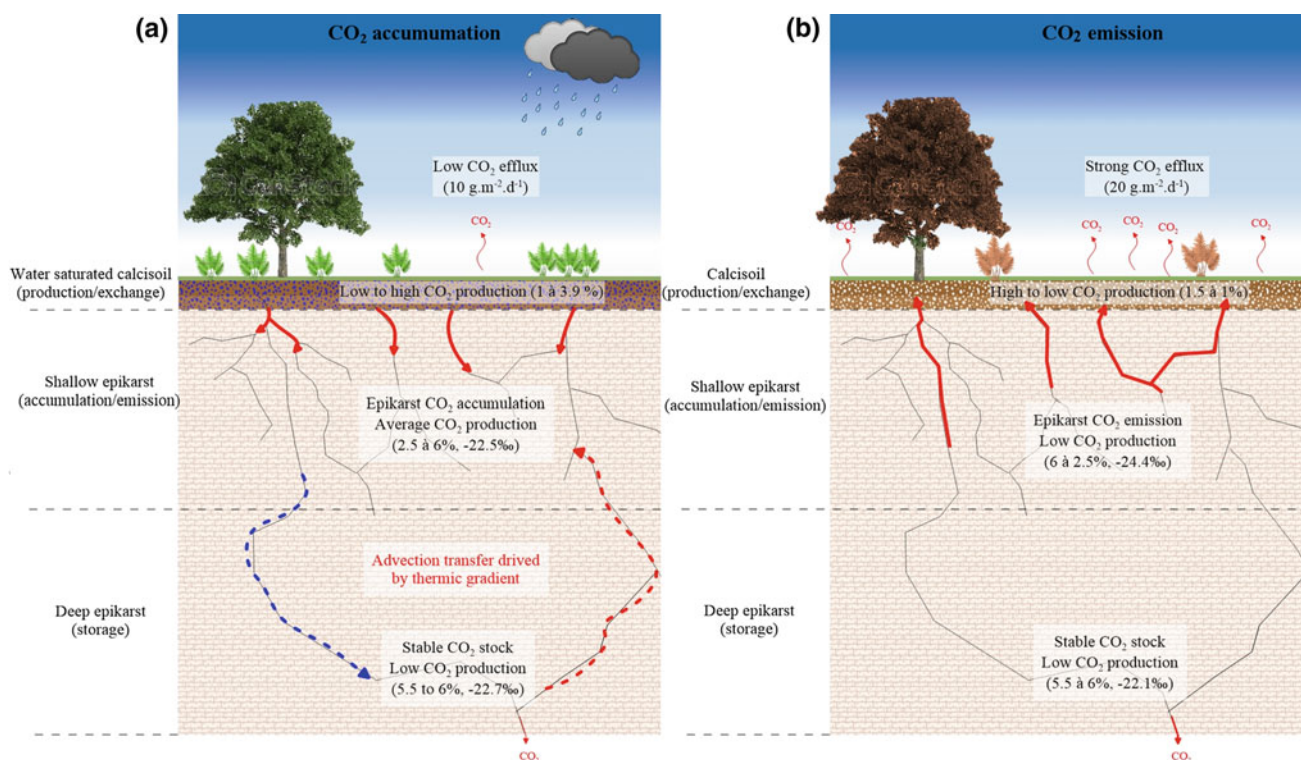 (a)
CO₂ accumumation
Low CO₂ efflux
(10 g.m⁻².d⁻¹)
CO₂
Water saturated calcisoil
(production/exchange)
Low to high CO₂ production (1 à 3.9 %)
Shallow epikarst
(accumulation/emission)
Epikarst CO₂ accumulation
Average CO₂ production
(2.5 à 6%, -22.5‰)
Advection transfer drived
by thermic gradient
Deep epikarst
(storage)
Stable CO₂ stock
Low CO₂ production
(5.5 to 6%, -22.7‰)
CO₂
(b)
CO₂ emission
Strong CO₂ efflux
(20 g.m⁻².d⁻¹)
CO₂
CO₂
CO₂
CO₂
CO₂
Calcisoil
(production/exchange)
High to low CO₂ production (1.5 à 1%)
Shallow epikarst
(accumulation/emission)
Epikarst CO₂ emission
Low CO₂ production
(6 à 2.5%, -24.4‰)
Deep epikarst
(storage)
Stable CO₂ stock
Low CO₂ production
(5.5 à 6%, -22.1‰)
CO₂